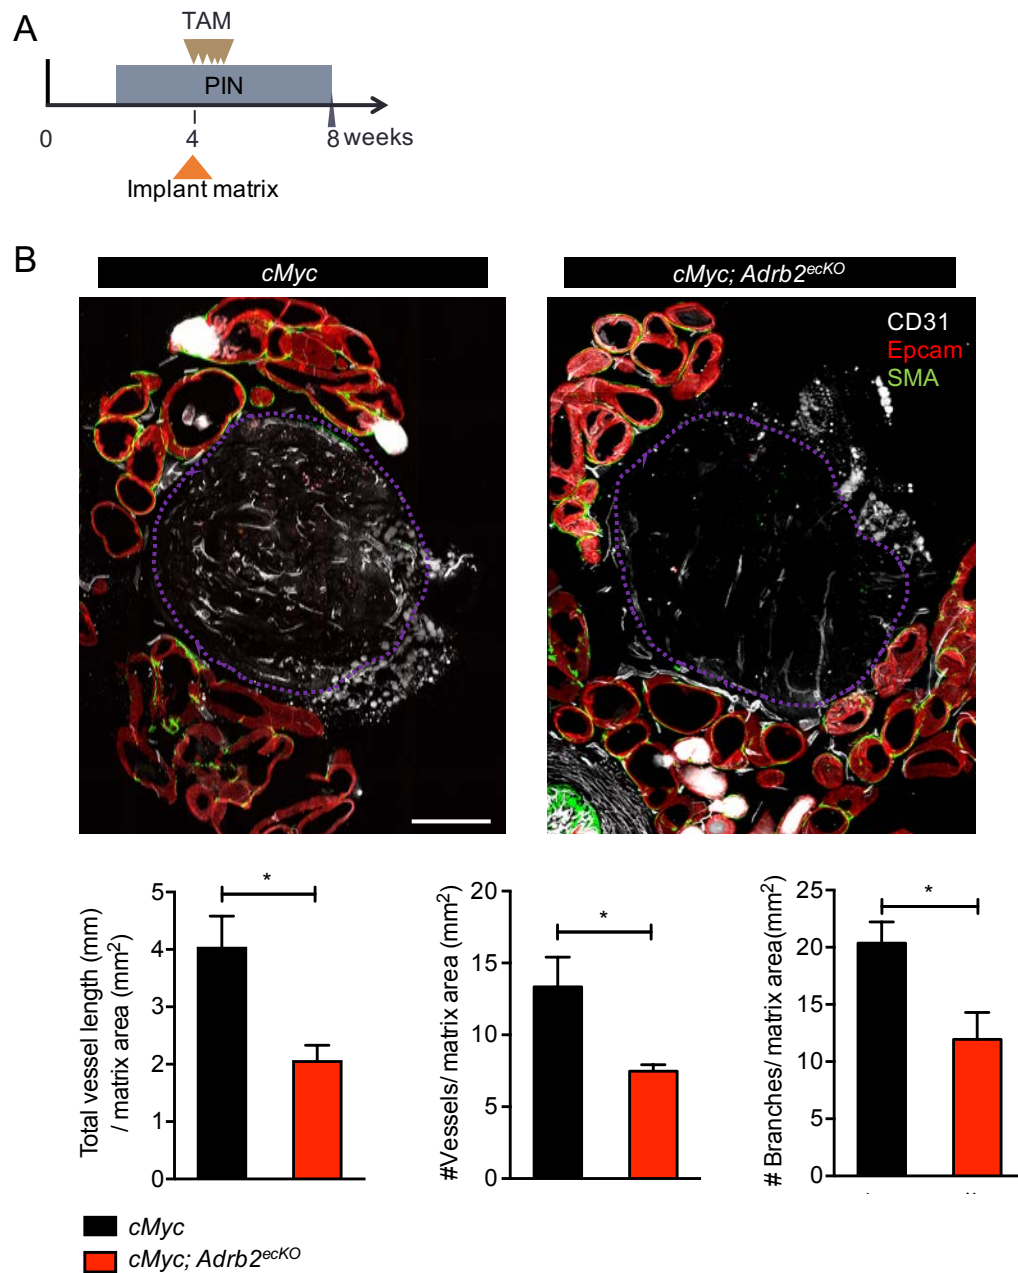 A
TAM
PIN
0
4
8 weeks
Implant matrix
B
cMyc
cMyc; Adrb2ecKO
CD31
Epcam
SMA
Total vessel length (mm)
/ matrix area (mm2)
5
4
3
2
1
0
*
#Vessels/ matrix area (mm2)
20
15
10
5
0
*
# Branches/ matrix area(mm2)
25
20
15
10
5
0
*
cMyc
cMyc; Adrb2ecKO